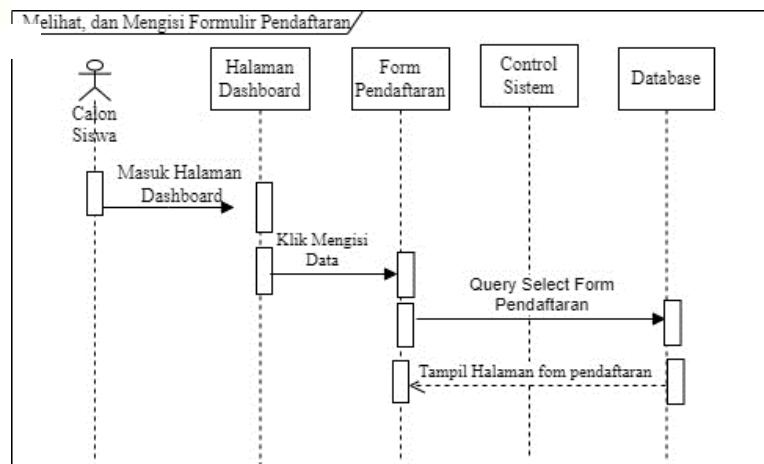 Melihat, dan Mengisi Formulir Pendaftaran
Halaman
Dashboard
Form
Pendaftaran
Control
Sistem
Database
Calon
Siswa
Masuk Halaman
Dashboard
Klik Mengisi
Data
Query Select Form
Pendaftaran
Tampil Halaman fom pendaftaran